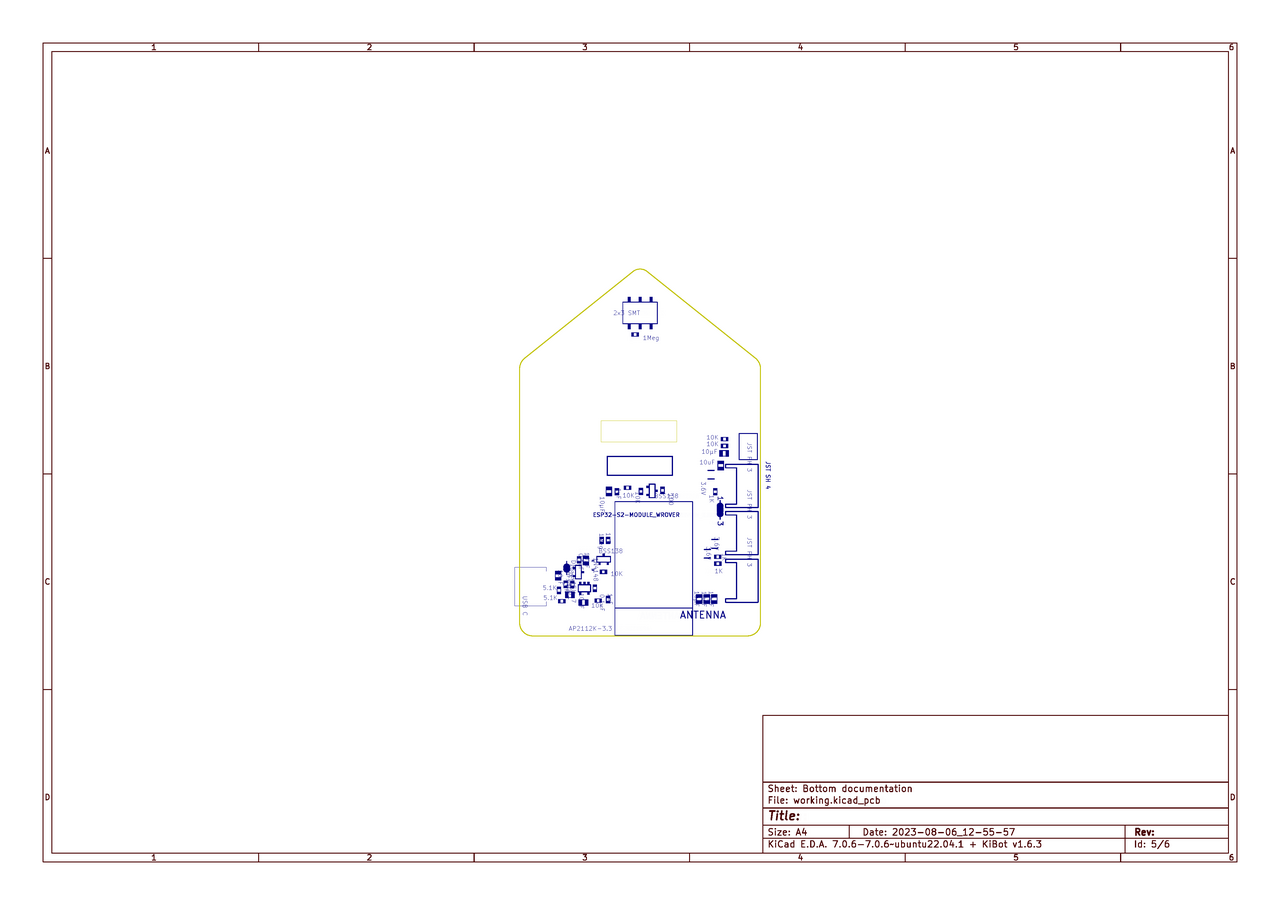 1 2 3 4 5 6
A A
2x3 SMT
1Meg
B B
10K
10K
10µF
10uF
JST PH 3
JST SH 4
3.6V
10K
BSS138
1K
1
JST PH 3
ESP32-S2-MODULE_WROVER
3
BSS138
JST PH 3
10K
1K
C C
5.1K
5.1K
USB C
10K
ANTENNA
AP2112K-3.3
D D
Sheet: Bottom documentation
File: working.kicad_pcb
Title:
Size: A4 Date: 2023-08-06_12-55-57 Rev:
KiCad E.D.A. 7.0.6-7.0.6~ubuntu22.04.1 + KiBot v1.6.3 Id: 5/6
1 2 3 4 5 6